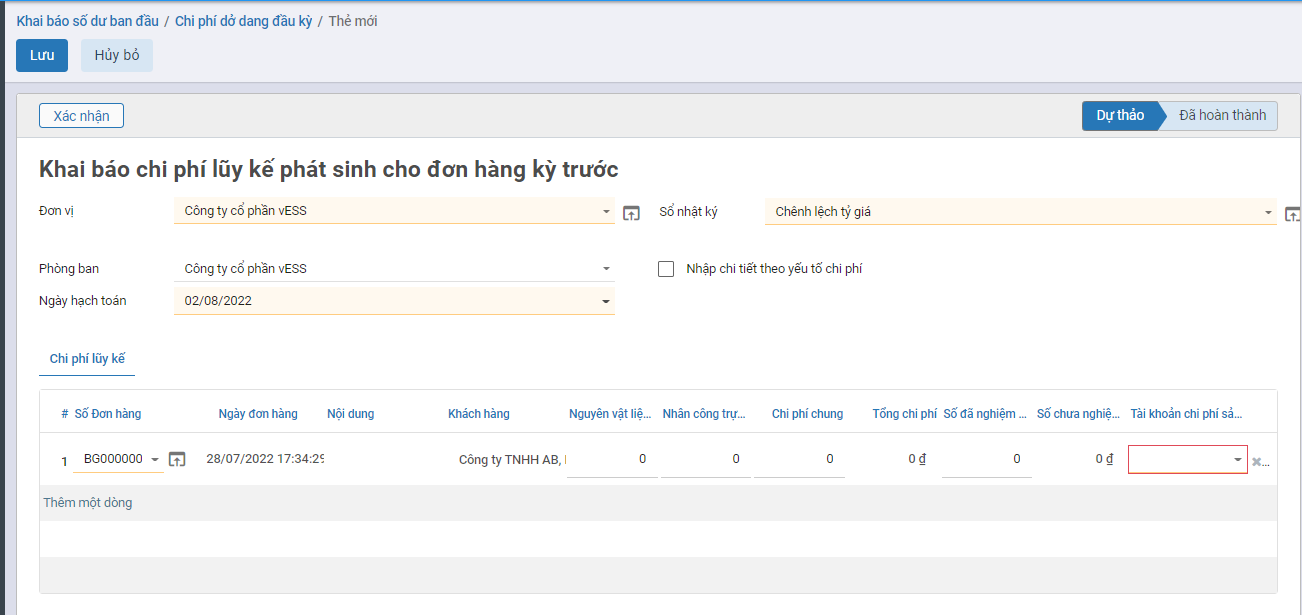 Khai báo số dư ban đầu / Chi phí dở dang đầu kỳ / Thẻ mới
Lưu Hủy bỏ
Xác nhận Dự thảo Đã hoàn thành
Khai báo chi phí lũy kế phát sinh cho đơn hàng kỳ trước
Đơn vị Công ty cổ phần vESS Sổ nhật ký Chênh lệch tỷ giá
Phòng ban Công ty cổ phần vESS Nhập chi tiết theo yếu tố chi phí
Ngày hạch toán 02/08/2022
Chi phí lũy kế
# Số Đơn hàng Ngày đơn hàng Nội dung Khách hàng Nguyên vật liệ... Nhân công trự... Chi phí chung Tổng chi phí Số đã nghiệm ... Số chưa nghiệ... Tài khoản chi phí sả...
1 BG000000 28/07/2022 17:34:29 Công ty TNHH AB, 0 0 0 0 ₫ 0 0 ₫
Thêm một dòng